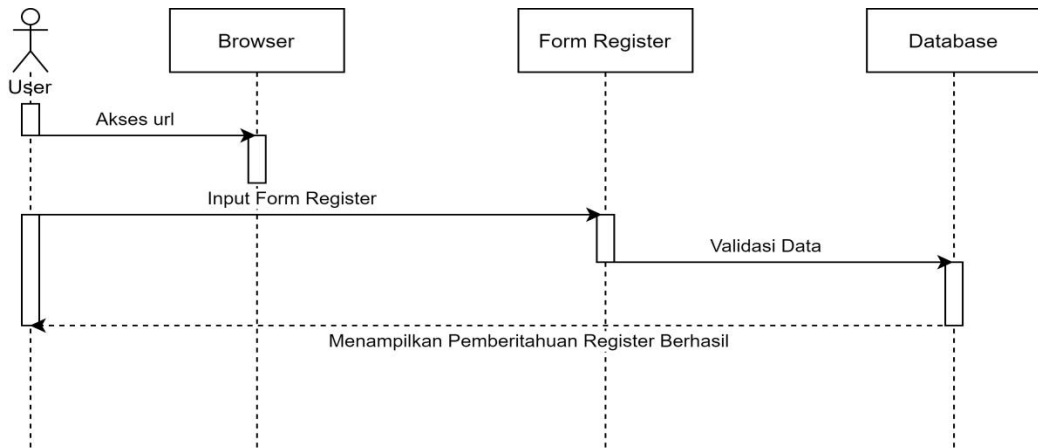 Browser
Form Register
Database
User
Akses url
Input Form Register
Validasi Data
Menampilkan Pemberitahuan Register Berhasil